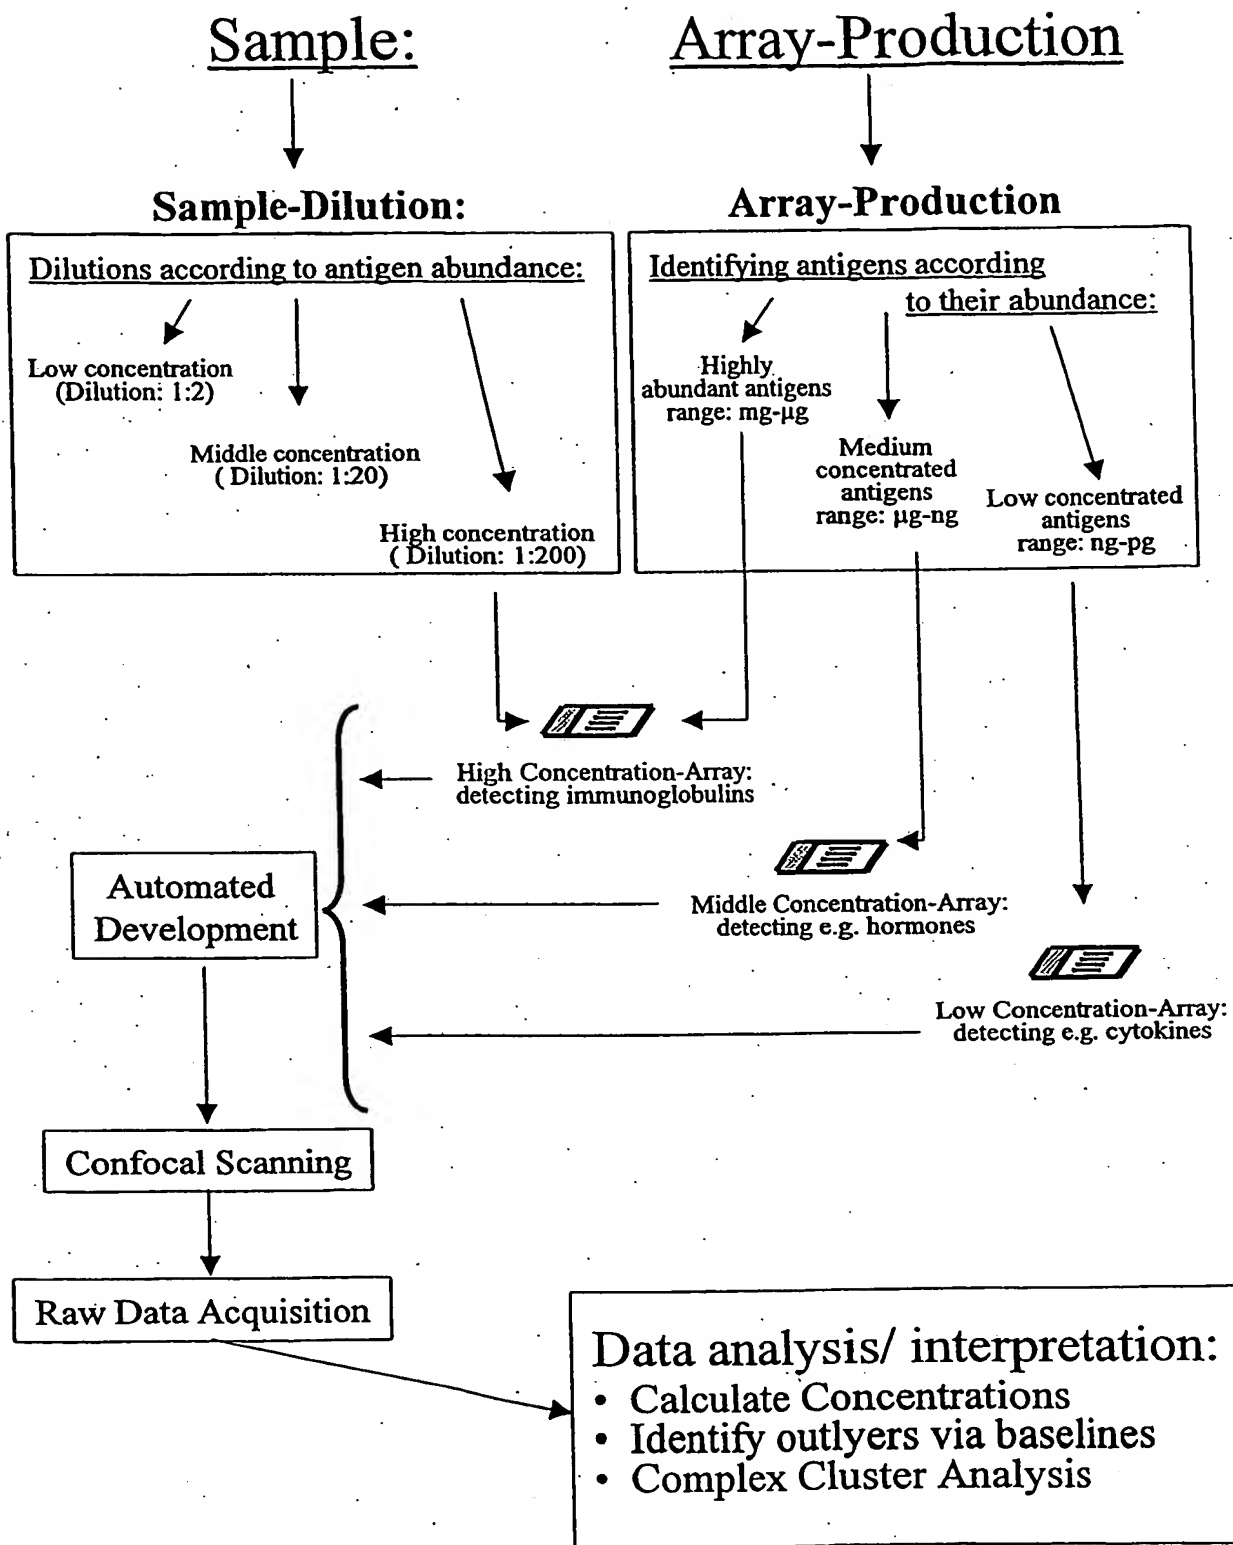 Sample:
Array-Production
Sample-Dilution:
Array-Production
Dilutions according to antigen abundance:
Low concentration
(Dilution: 1:2)
Middle concentration
( Dilution: 1:20)
High concentration
( Dilution: 1:200)
Identifying antigens according
to their abundance:
Highly
abundant antigens
range: mg-µg
Medium
concentrated
antigens
range: µg-ng
Low concentrated
antigens
range: ng-pg
High Concentration-Array:
detecting immunoglobulins
Middle Concentration-Array:
detecting e.g. hormones
Low Concentration-Array:
detecting e.g. cytokines
Automated
Development
Confocal Scanning
Raw Data Acquisition
Data analysis/ interpretation:
• Calculate Concentrations
• Identify outlyers via baselines
• Complex Cluster Analysis